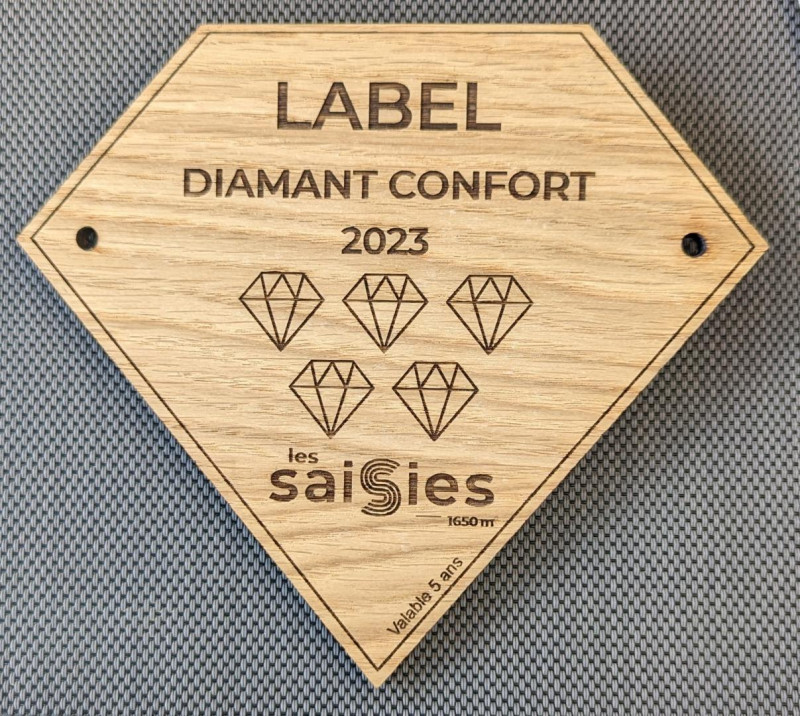 LABEL
DIAMANT CONFORT
2023
les
saiSies
1650 m
Valable 5 ans